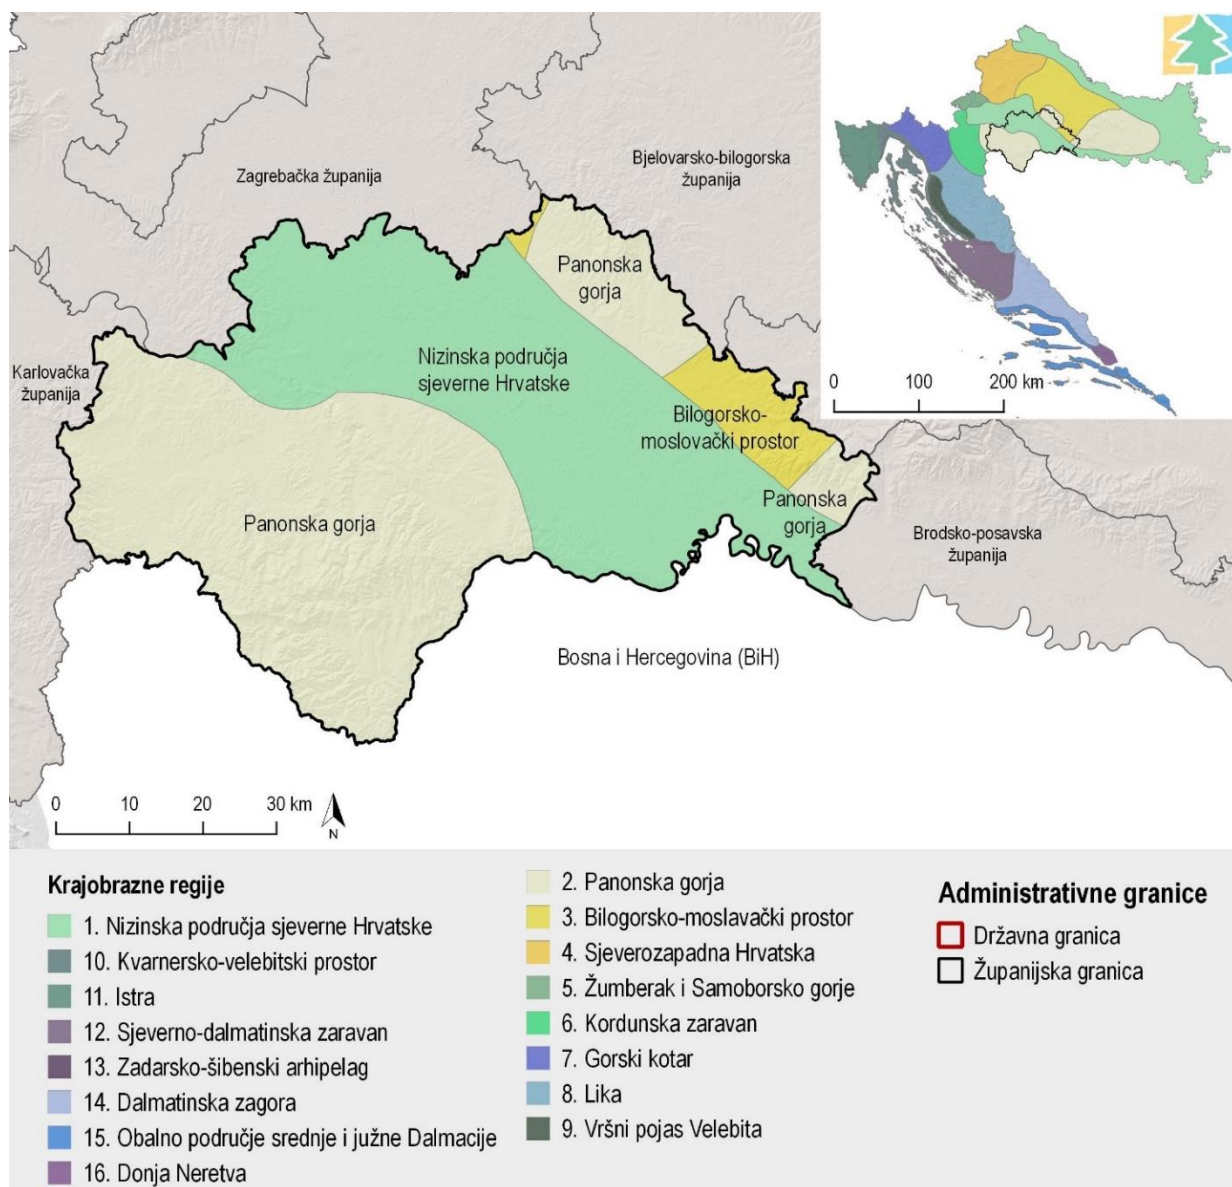 Zagrebačka županija
Bjelovarsko-bilogorska
županija
Panonska
gorja
Karlovačka
županija
Nizinska područja
sjeverne Hrvatske
Bilogorsko-
moslovački prostor
Panonska gorja
Panonska
gorja
Brodsko-posavska
županija
Bosna i Hercegovina (BiH)
0 100 200 km
0 10 20 30 km
N
Krajobrazne regije
1. Nizinska područja sjeverne Hrvatske
10. Kvarnersko-velebitski prostor
11. Istra
12. Sjeverno-dalmatinska zaravan
13. Zadarsko-šibenski arhipelag
14. Dalmatinska zagora
15. Obalno područje srednje i južne Dalmacije
16. Donja Neretva
2. Panonska gorja
3. Bilogorsko-moslavački prostor
4. Sjeverozapadna Hrvatska
5. Žumberak i Samoborsko gorje
6. Kordunska zaravan
7. Gorski kotar
8. Lika
9. Vršni pojas Velebita
Administrativne granice
Državna granica
Županijska granica